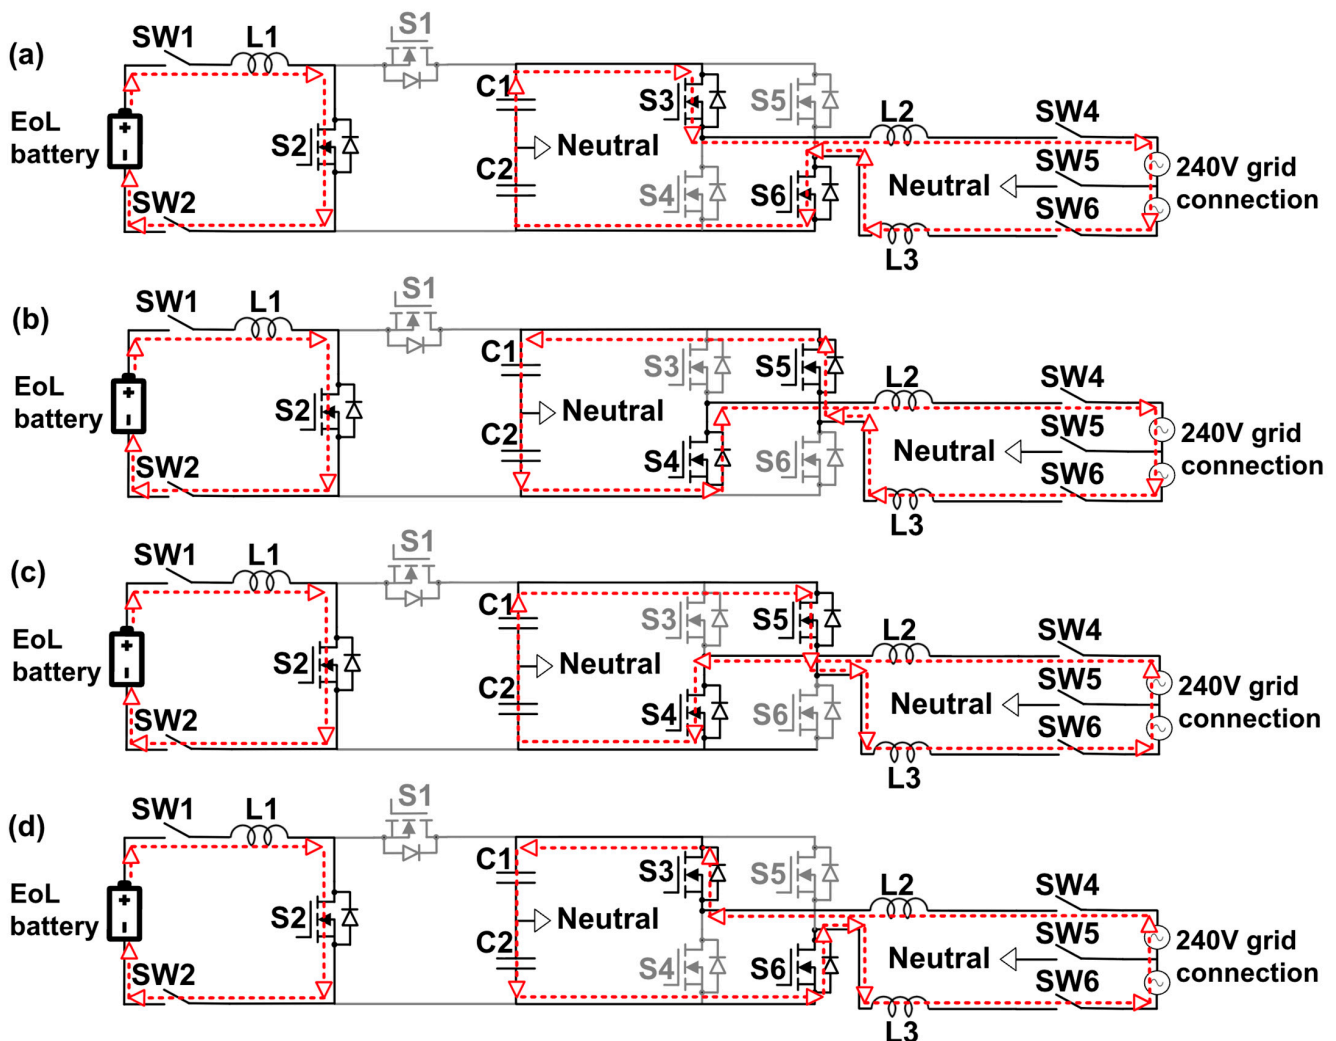 (a)
SW1 L1 S1
EoL
battery
+
-
S2
SW2
C1
C2
Neutral
S3 S5
S4 S6
L2 SW4
Neutral SW5
L3 SW6
240V grid
connection
(b)
SW1 L1 S1
EoL
battery
+
-
S2
SW2
C1
C2
Neutral
S3 S5
S4 S6
L2 SW4
Neutral SW5
L3 SW6
240V grid
connection
(c)
SW1 L1 S1
EoL
battery
+
-
S2
SW2
C1
C2
Neutral
S3 S5
S4 S6
L2 SW4
Neutral SW5
L3 SW6
240V grid
connection
(d)
SW1 L1 S1
EoL
battery
+
-
S2
SW2
C1
C2
Neutral
S3 S5
S4 S6
L2 SW4
Neutral SW5
L3 SW6
240V grid
connection